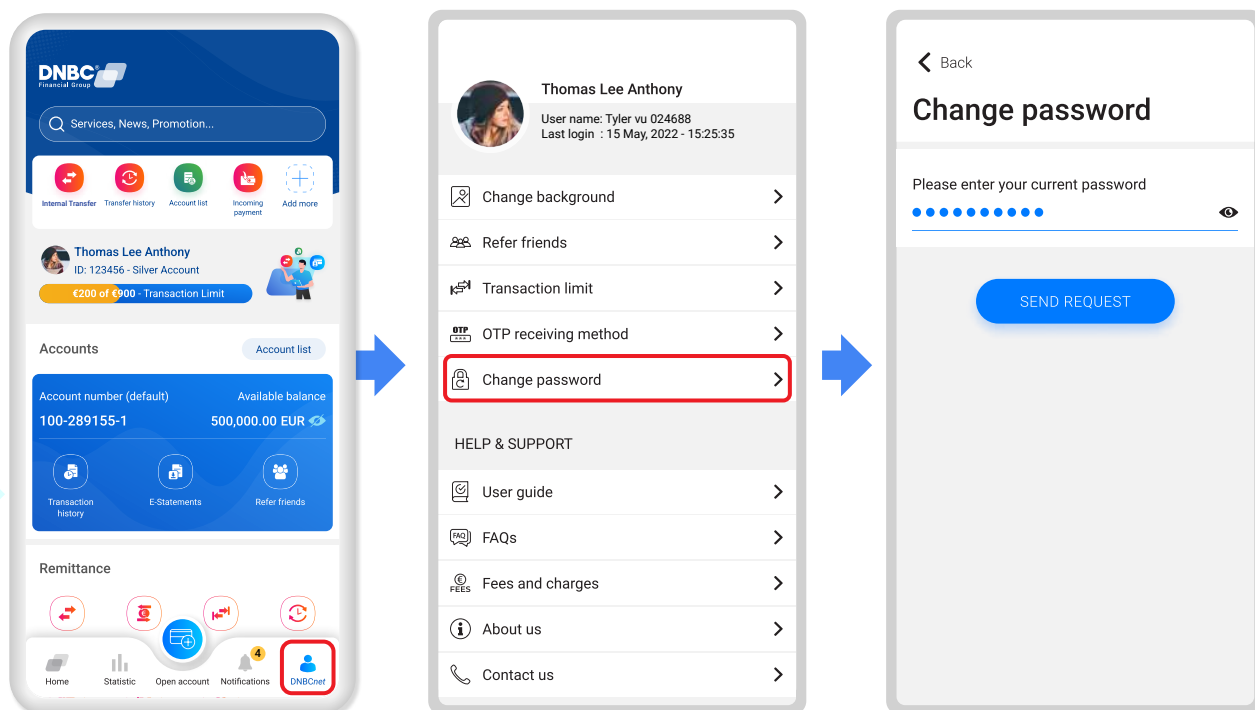 DNBC
Financial Group
Services, News, Promotion...
Internal Transfer
Transfer history
Account list
Incoming
payment
Add more
Thomas Lee Anthony
ID: 123456 - Silver Account
€200 of €900 - Transaction Limit
Accounts
Account list
Account number (default)
Available balance
100-289155-1
500,000.00 EUR
Transaction
history
E-Statements
Refer friends
Remittance
4
Home
Statistic
Open account
Notifications
DNBCnet
Thomas Lee Anthony
User name: Tyler vu 024688
Last login : 15 May, 2022 - 15:25:35
Change background
Refer friends
Transaction limit
OTP
***
OTP receiving method
Change password
HELP & SUPPORT
User guide
FAQ
FAQs
€
FEES
Fees and charges
About us
Contact us
Back
Change password
Please enter your current password
SEND REQUEST